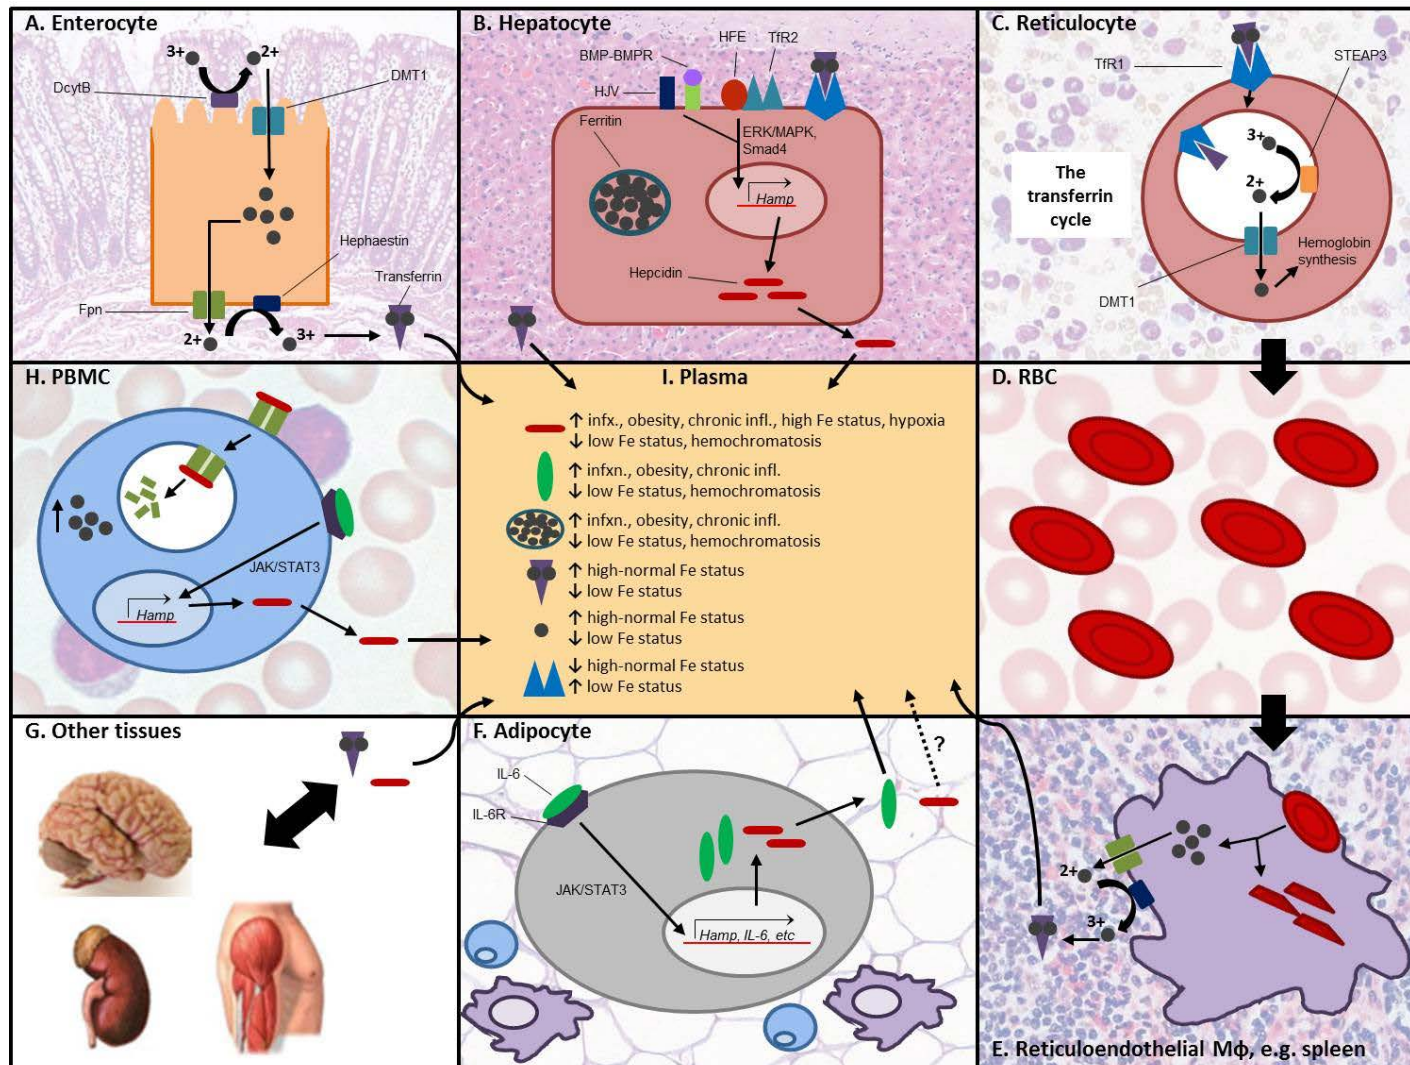 A. Enterocyte
3+
2+
DcytB
DMT1
Hephaestin
Transferrin
Fpn
2+
3+
B. Hepatocyte
HFE
TfR2
BMP-BMPR
HJV
Ferritin
ERK/MAPK,
Smad4
Hamp
Hepcidin
C. Reticulocyte
TfR1
STEAP3
3+
The
transferrin
cycle
2+
Hemoglobin
synthesis
DMT1
H. PBMC
JAK/STAT3
Hamp
I. Plasma
↑ infx., obesity, chronic infl., high Fe status, hypoxia
↓ low Fe status, hemochromatosis
↑ infxn., obesity, chronic infl.
↓ low Fe status, hemochromatosis
↑ infxn., obesity, chronic infl.
↓ low Fe status, hemochromatosis
↑ high-normal Fe status
↓ low Fe status
↑ high-normal Fe status
↓ low Fe status
↓ high-normal Fe status
↑ low Fe status
D. RBC
G. Other tissues
F. Adipocyte
IL-6
IL-6R
?
JAK/STAT3
Hamp, IL-6, etc
2+
3+
E. Reticuloendothelial Mϕ, e.g. spleen